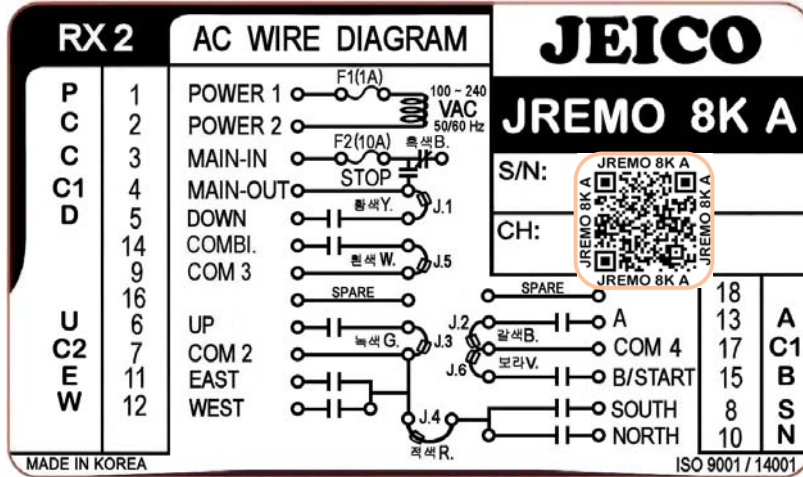 RX 2
AC WIRE DIAGRAM
JEICO
JREMO 8K A
S/N:
CH:
JREMO 8K A
JREMO 8K A
JREMO 8K A
JREMO 8K A
P 1 POWER 1 F1(1A) 100 ~ 240
VAC
C 2 POWER 2 50/60 Hz
C 3 MAIN-IN F2(10A) 흑색B.
C1 4 MAIN-OUT STOP
D 5 DOWN 황색Y. J.1
14 COMBI.
9 COM 3 흰색W. J.5
16 SPARE
U 6 UP
C2 7 COM 2 녹색G. J.3
E 11 EAST
W 12 WEST
J.4
적색R.
SPARE 18
J.2 A 13 A
갈색B.
COM 4 17 C1
J.6 보라V.
B/START 15 B
SOUTH 8 S
NORTH 10 N
MADE IN KOREA
ISO 9001 / 14001